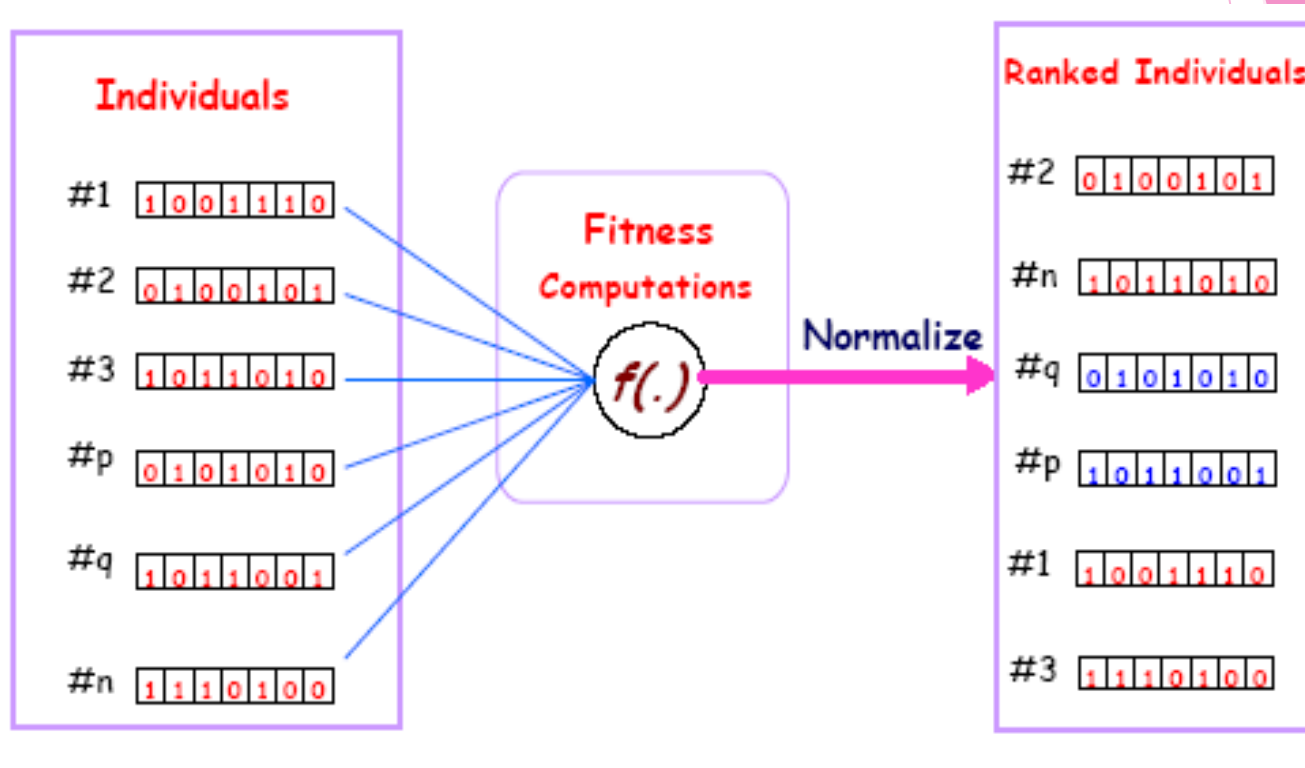 Individuals
#1 1 0 0 1 1 1 0
#2 0 1 0 0 1 0 1
#3 1 0 1 1 0 1 0
#p 0 1 0 1 0 1 0
#q 1 0 1 1 0 0 1
#n 1 1 1 0 1 0 0
Fitness
Computations
f(.)
Normalize
Ranked Individuals
#2 0 1 0 0 1 0 1
#n 1 0 1 1 0 1 0
#q 0 1 0 1 0 1 0
#p 1 0 1 1 0 0 1
#1 1 0 0 1 1 1 0
#3 1 1 1 0 1 0 0